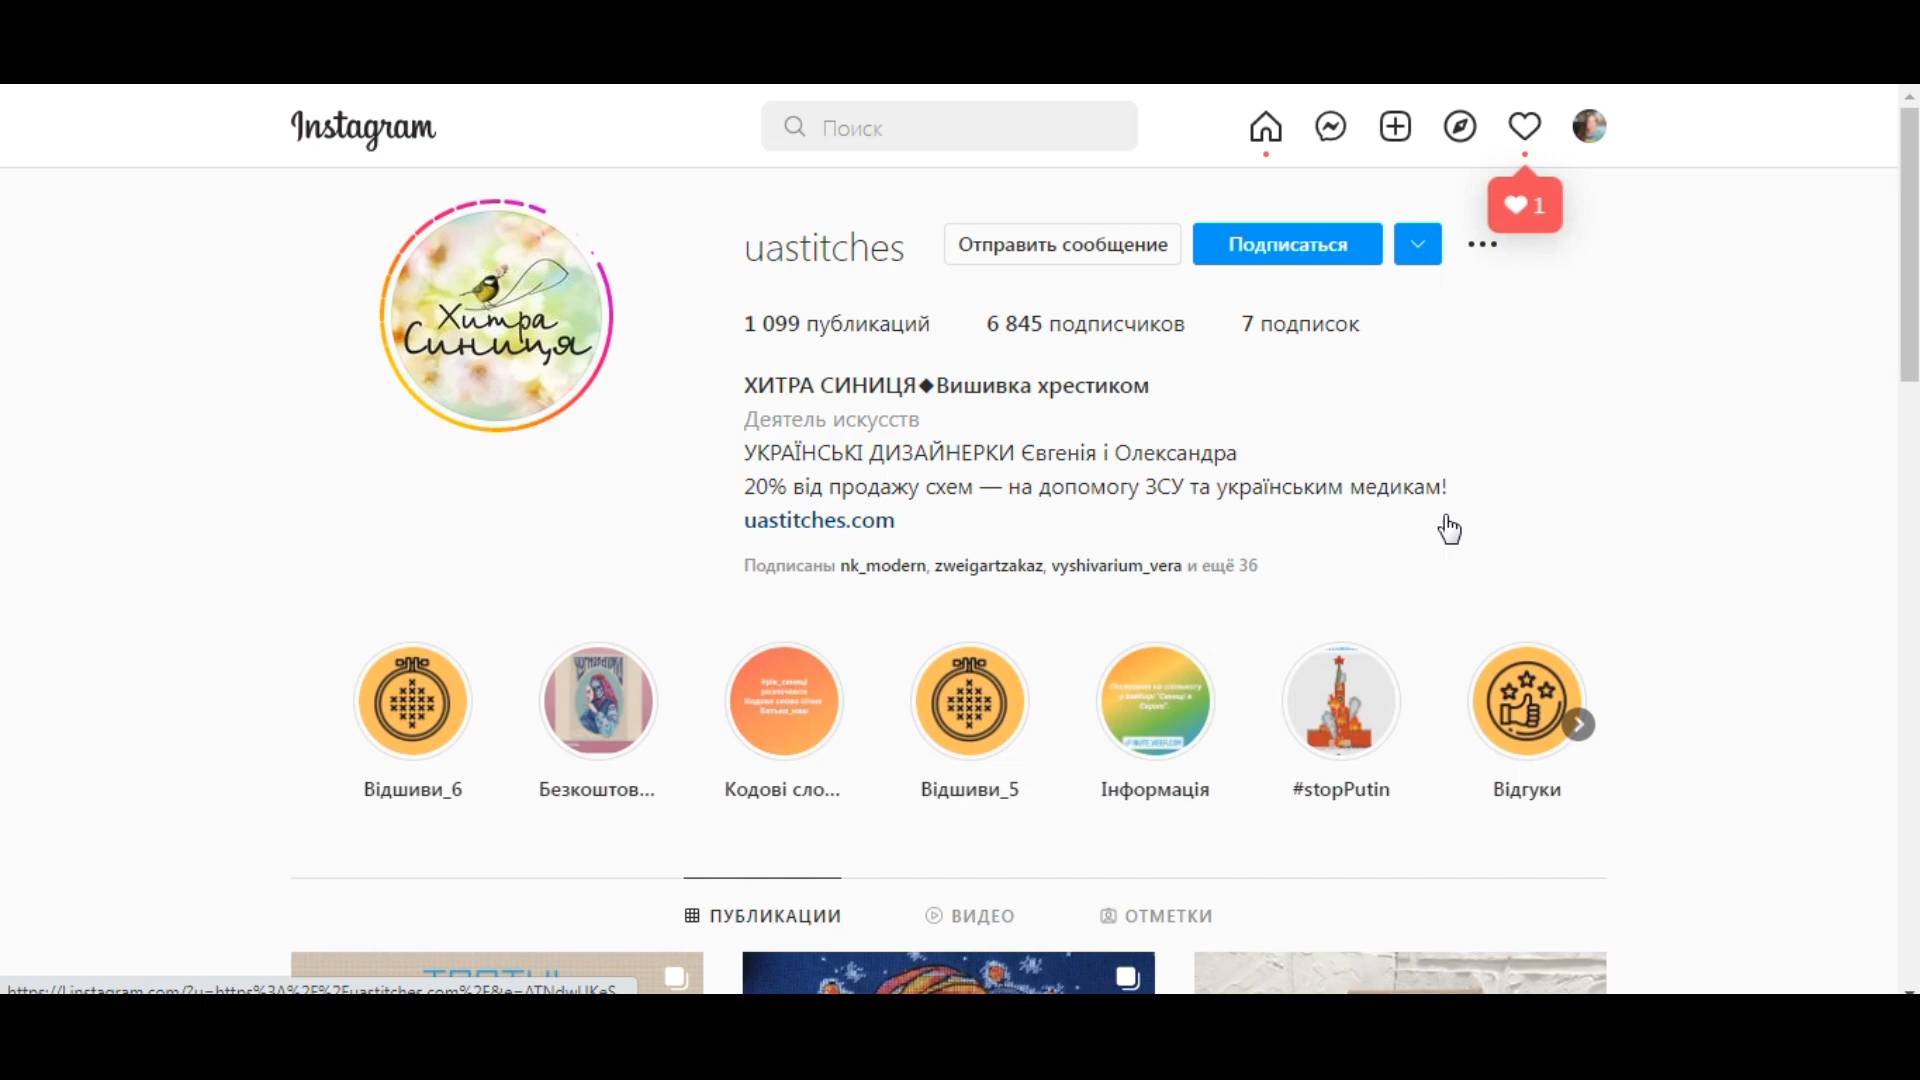 Instagram
Поиск
1
uastitches
Отправить сообщение
Подписаться
Хитра
Синиця
1 099 публикаций
6 845 подписчиков
7 подписок
ХИТРА СИНИЦЯ◆Вишивка хрестиком
Деятель искусств
УКРАЇНСЬКІ ДИЗАЙНЕРКИ Євгенія і Олександра
20% від продажу схем — на допомогу ЗСУ та українським медикам!
uastitches.com
Подписаны nk_modern, zweigartzakaz, vyshivarium_vera и ещё 36
Відшиви_6
Безкоштов...
Кодові сло...
Відшиви_5
Інформація
#stopPutin
Відгуки
ПУБЛИКАЦИИ
ВИДЕО
ОТМЕТКИ